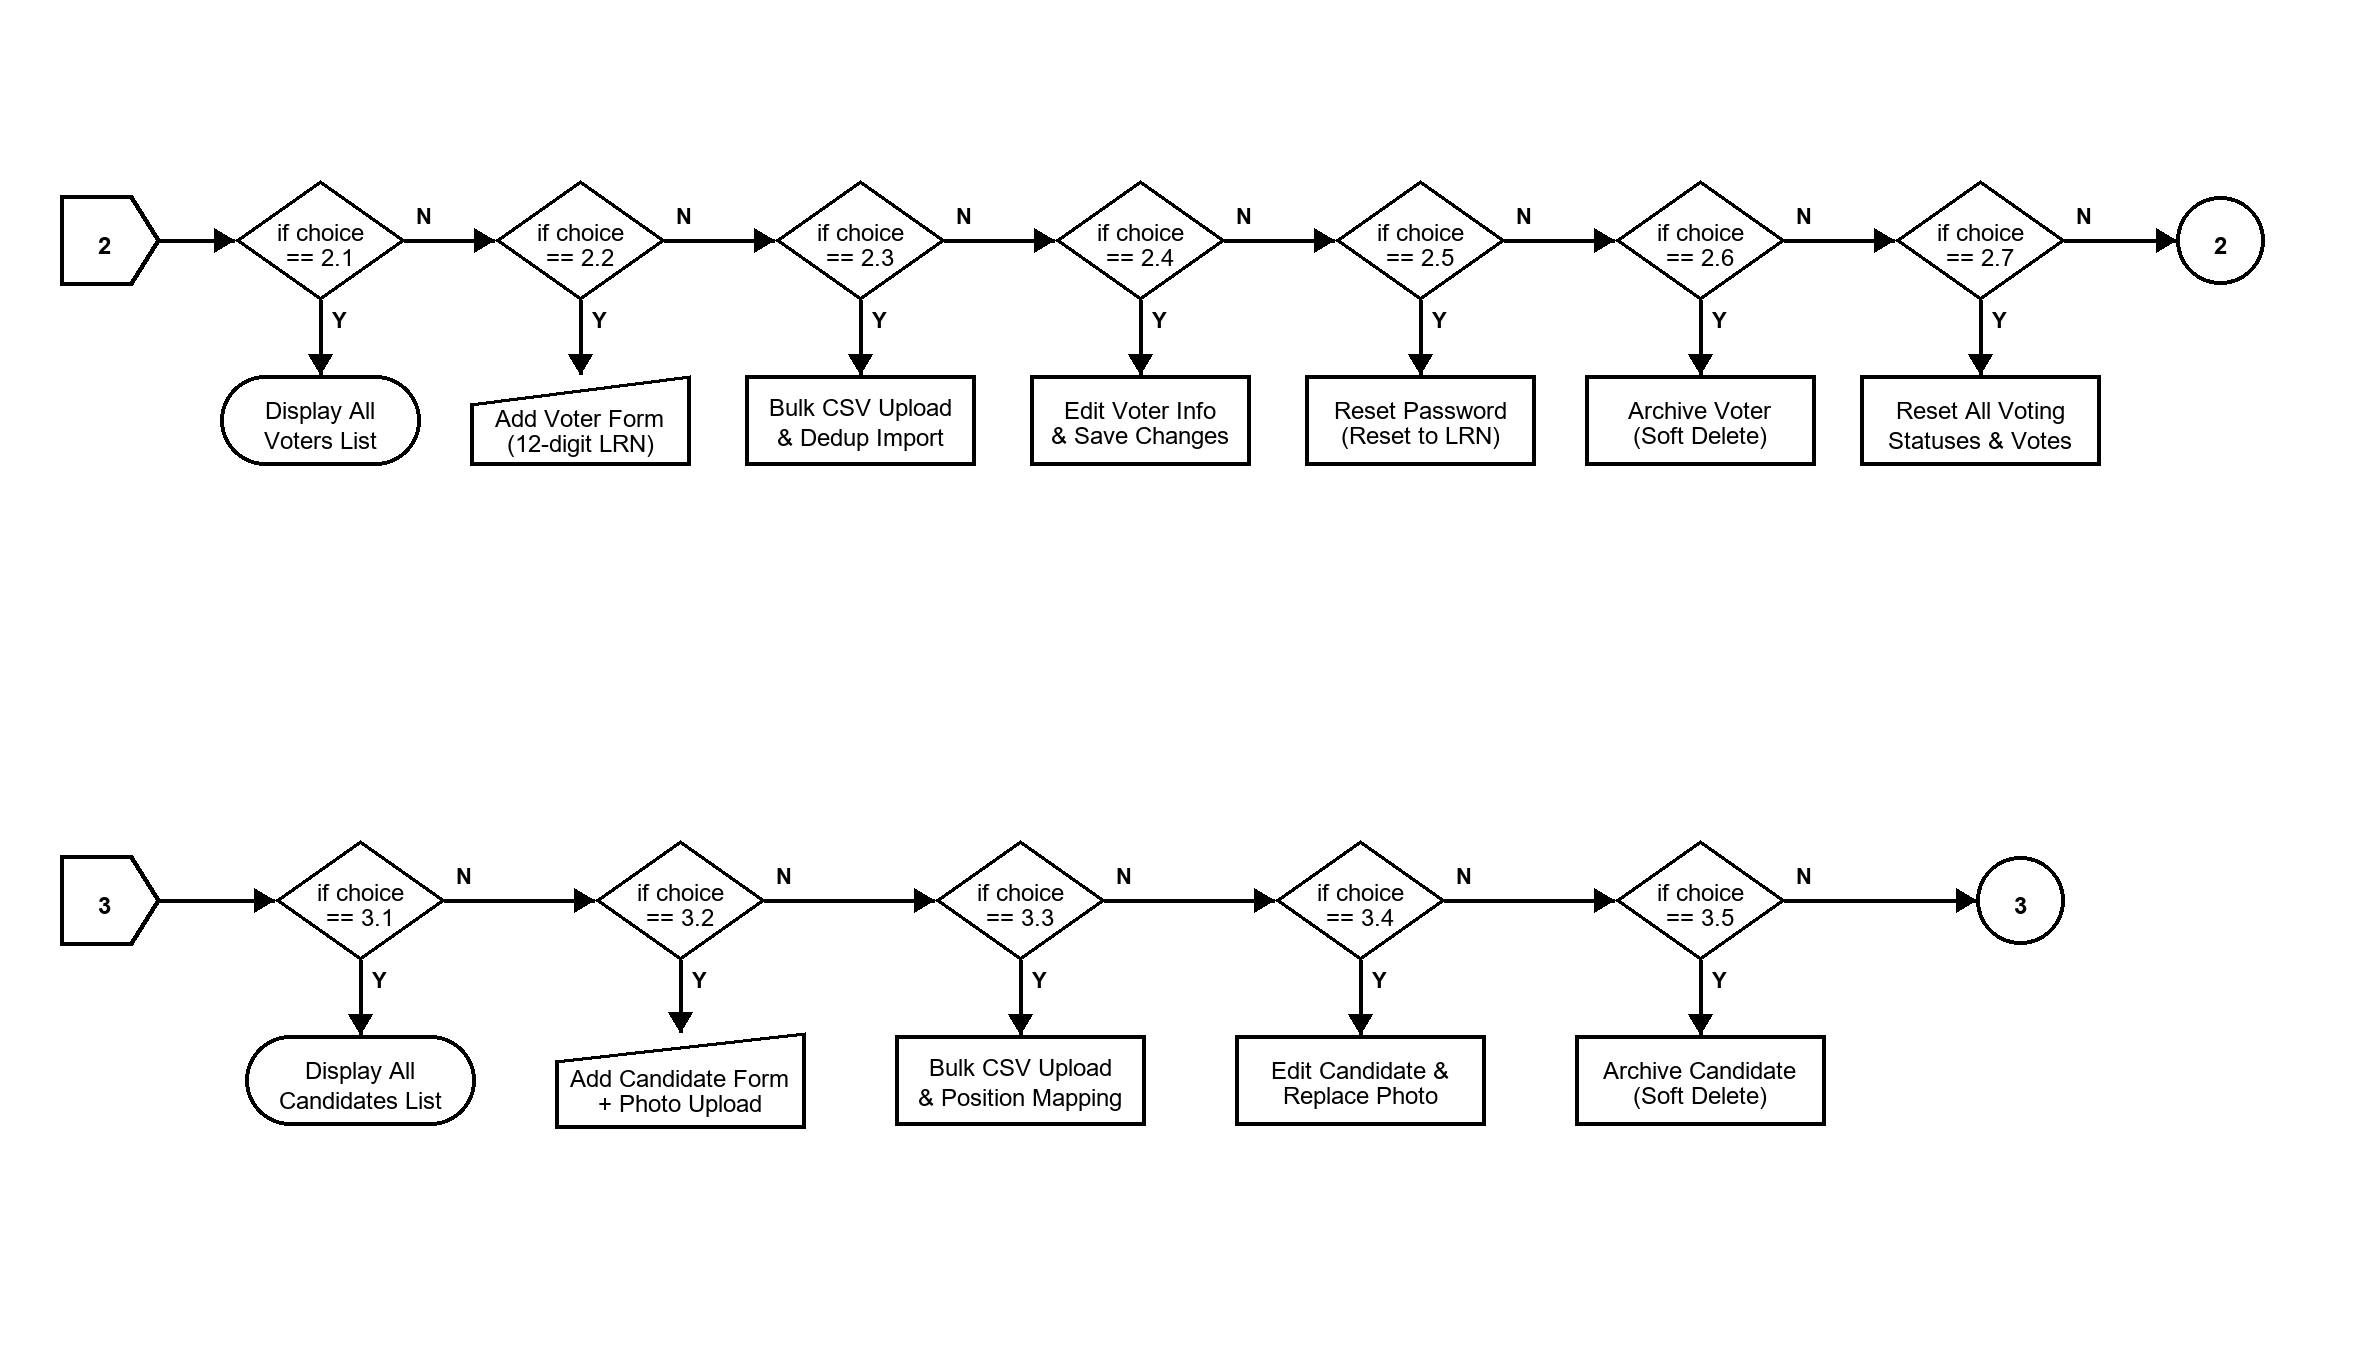 N
N
N
N
N
N
N
2
if choice
== 2.1
if choice
== 2.2
if choice
== 2.3
if choice
== 2.4
if choice
== 2.5
if choice
== 2.6
if choice
== 2.7
2
Y
Y
Y
Y
Y
Y
Y
Display All
Voters List
Add Voter Form
(12-digit LRN)
Bulk CSV Upload
& Dedup Import
Edit Voter Info
& Save Changes
Reset Password
(Reset to LRN)
Archive Voter
(Soft Delete)
Reset All Voting
Statuses & Votes
N
N
N
N
N
3
if choice
== 3.1
if choice
== 3.2
if choice
== 3.3
if choice
== 3.4
if choice
== 3.5
3
Y
Y
Y
Y
Y
Display All
Candidates List
Add Candidate Form
+ Photo Upload
Bulk CSV Upload
& Position Mapping
Edit Candidate &
Replace Photo
Archive Candidate
(Soft Delete)